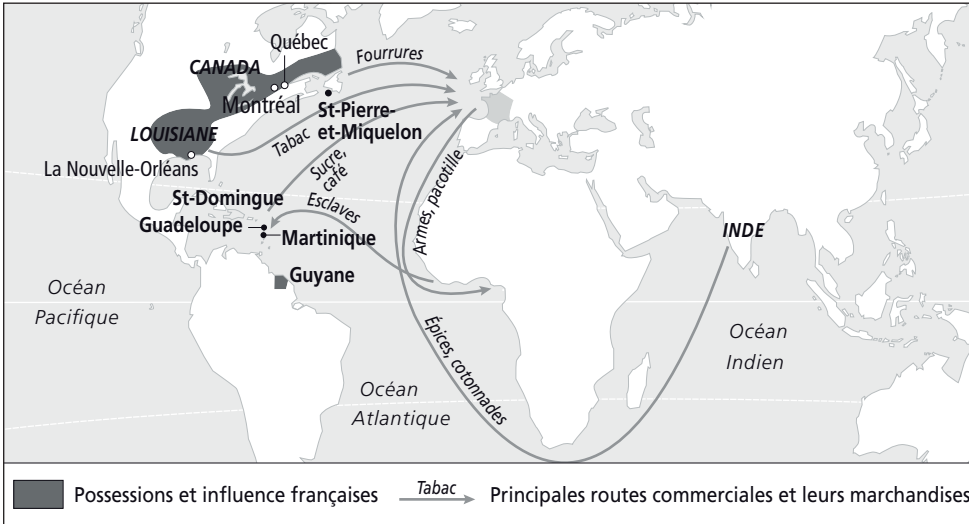 Québec
CANADA
Fourrures
Montréal
St-Pierre-
et-Miquelon
LOUISIANE
Tabac
La Nouvelle-Orléans
Sucre,
café
St-Domingue
Esclaves
Armes, pacotille
Guadeloupe
Martinique
INDE
Guyane
Océan
Pacifique
Épices, cotonnades
Océan
Indien
Océan
Atlantique
Possessions et influence françaises
Tabac
Principales routes commerciales et leurs marchandises